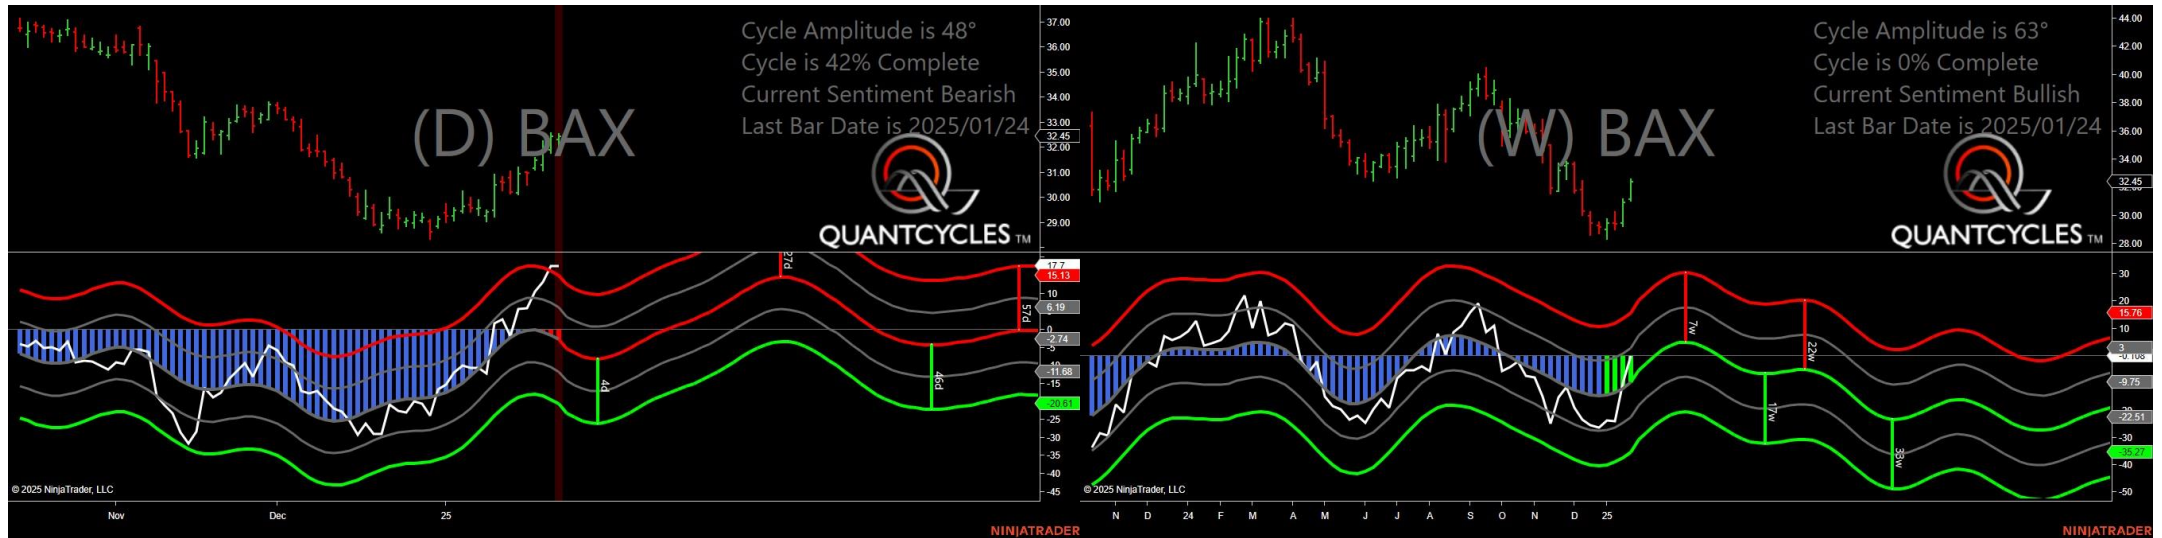 Cycle Amplitude is 48°
Cycle is 42% Complete
Current Sentiment Bearish
Last Bar Date is 2025/01/24
(D) BAX
QUANTCYCLES TM
37.00
36.00
35.00
34.00
33.00
32.45
32.00
31.00
30.00
29.00
27d
57d
4d
46d
17.7
15.13
10
6.19
0
-2.74
-5
-11.68
-15
-20.61
-25
-30
-35
-40
-45
© 2025 NinjaTrader, LLC
Nov
Dec
25
NINJATRADER
Cycle Amplitude is 63°
Cycle is 0% Complete
Current Sentiment Bullish
Last Bar Date is 2025/01/24
(W) BAX
QUANTCYCLES TM
44.00
42.00
40.00
38.00
36.00
34.00
32.45
30.00
28.00
7w
22w
17w
33w
30
20
15.76
10
3
-0.108
-9.75
-22.51
-30
-35.27
-40
-50
© 2025 NinjaTrader, LLC
N
D
24
F
M
A
M
J
J
A
S
O
N
D
25
NINJATRADER